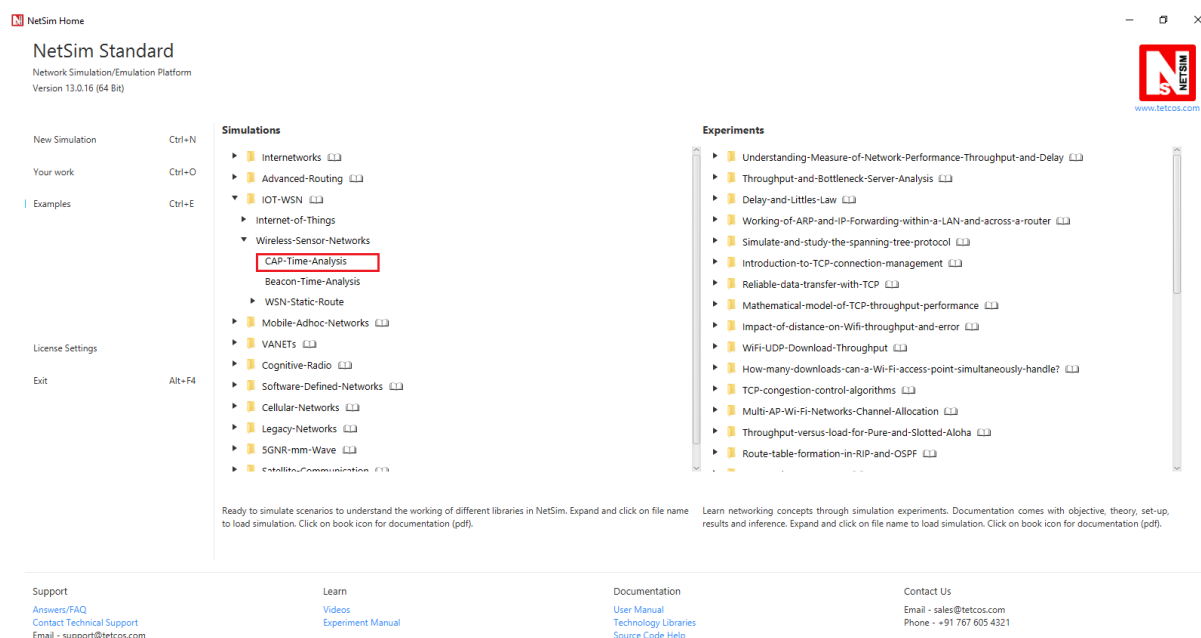 NetSim Home
NetSim Standard
Network Simulation/Emulation Platform
Version 13.0.16 (64 Bit)
NETSIM
N
S
www.tetcos.com
New Simulation Ctrl+N
Your work Ctrl+O
Examples Ctrl+E
License Settings
Exit Alt+F4
Simulations
Internetworks
Advanced-Routing
IOT-WSN
Internet-of-Things
Wireless-Sensor-Networks
CAP-Time-Analysis
Beacon-Time-Analysis
WSN-Static-Route
Mobile-Adhoc-Networks
VANETs
Cognitive-Radio
Software-Defined-Networks
Cellular-Networks
Legacy-Networks
5GNR-mm-Wave
Satellite-Communication
Ready to simulate scenarios to understand the working of different libraries in NetSim. Expand and click on file name
to load simulation. Click on book icon for documentation (pdf).
Experiments
Understanding-Measure-of-Network-Performance-Throughput-and-Delay
Throughput-and-Bottleneck-Server-Analysis
Delay-and-Littles-Law
Working-of-ARP-and-IP-Forwarding-within-a-LAN-and-across-a-router
Simulate-and-study-the-spanning-tree-protocol
Introduction-to-TCP-connection-management
Reliable-data-transfer-with-TCP
Mathematical-model-of-TCP-throughput-performance
Impact-of-distance-on-Wifi-throughput-and-error
WiFi-UDP-Download-Throughput
How-many-downloads-can-a-Wi-Fi-access-point-simultaneously-handle?
TCP-congestion-control-algorithms
Multi-AP-Wi-Fi-Networks-Channel-Allocation
Throughput-versus-load-for-Pure-and-Slotted-Aloha
Route-table-formation-in-RIP-and-OSPF
Learn networking concepts through simulation experiments. Documentation comes with objective, theory, set-up,
results and inference. Expand and click on file name to load simulation. Click on book icon for documentation (pdf).
Support
Answers/FAQ
Contact Technical Support
Email - support@tetcos.com
Learn
Videos
Experiment Manual
Documentation
User Manual
Technology Libraries
Source Code Help
Contact Us
Email - sales@tetcos.com
Phone - +91 767 605 4321